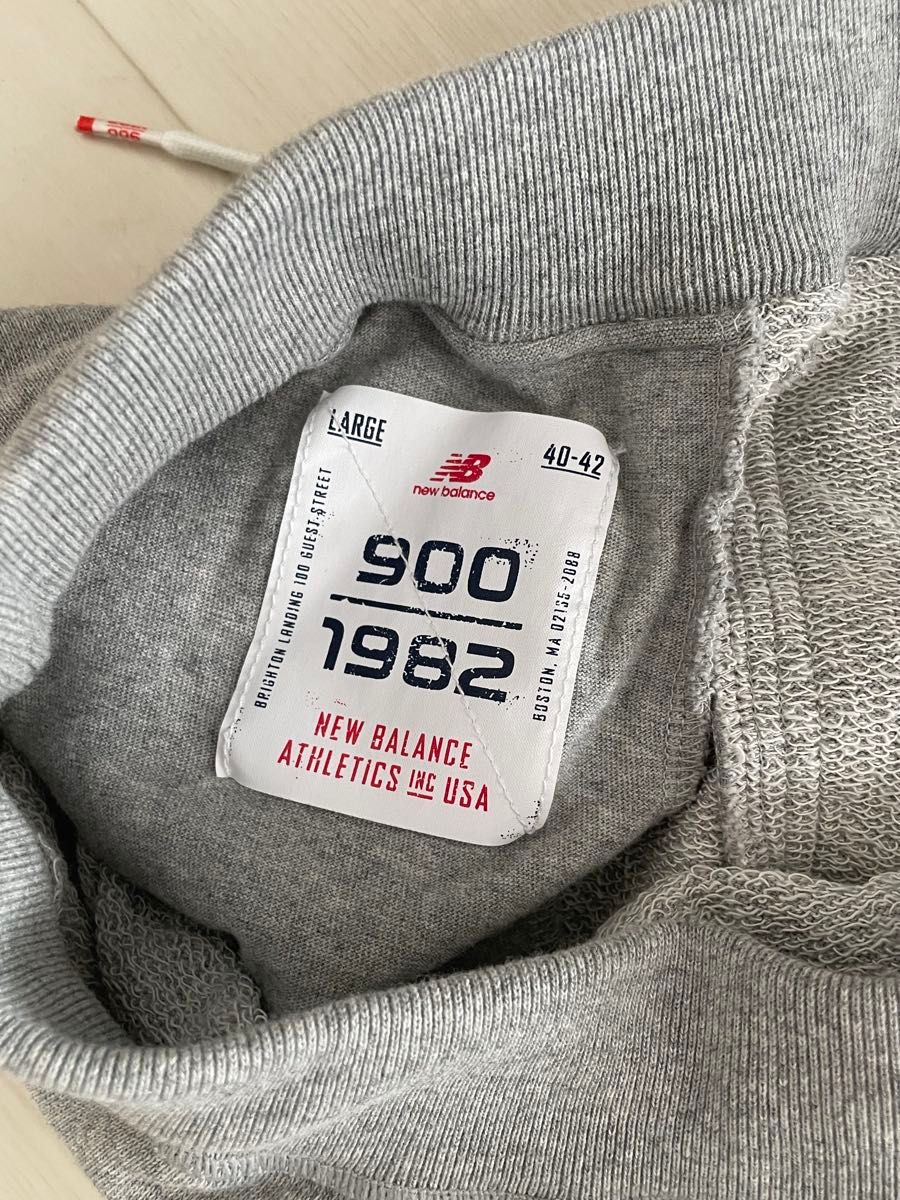 LARGE
40-42
NB
new balance
900
1982
NEW BALANCE
ATHLETICS INC USA
BRIGHTON LANDING 100 GUEST STREET
BOSTON, MA 02135-2088